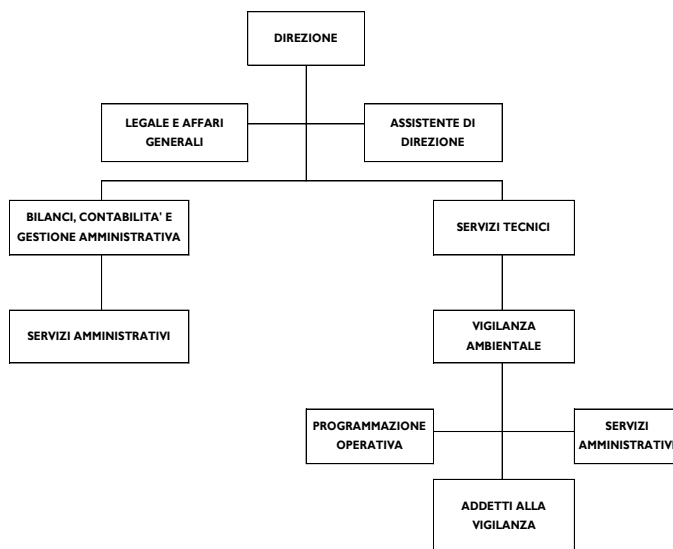 DIREZIONE
LEGALE E AFFARI
GENERALI
ASSISTENTE DI
DIREZIONE
BILANCI, CONTABILITA' E
GESTIONE AMMINISTRATIVA
SERVIZI TECNICI
SERVIZI AMMINISTRATIVI
VIGILANZA
AMBIENTALE
PROGRAMMAZIONE
OPERATIVA
SERVIZI
AMMINISTRATIVI
ADDETTI ALLA
VIGILANZA